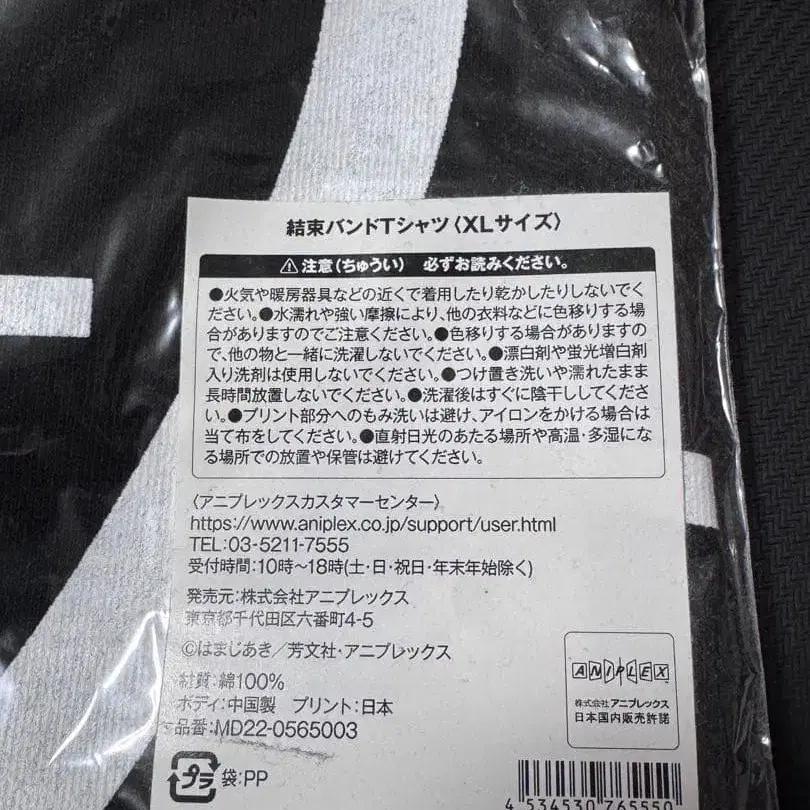 結束バンドTシャツ〈XLサイズ〉
⚠注意(ちゅうい) 必ずお読みください。
●火気や暖房器具などの近くで着用したり乾かしたりしないでく
ださい。●水濡れや強い摩擦により、他の衣料などに色移りする場
合がありますのでご注意ください。●色移りする場合がありますの
で、他の物と一緒に洗濯しないでください。●漂白剤や蛍光増白剤
入り洗剤は使用しないでください。●つけ置き洗いや濡れたまま
長時間放置しないでください。●洗濯後はすぐに陰干ししてくださ
い。●プリント部分へのもみ洗いは避け、アイロンをかける場合は
当て布をしてください。●直射日光のあたる場所や高温・多湿にな
る場所での放置や保管は避けてください。
〈アニプレックスカスタマーセンター〉
https://www.aniplex.co.jp/support/user.html
TEL:03-5211-7555
受付時間:10時～18時(土・日・祝日・年末年始除く)
発売元:株式会社アニプレックス
東京都千代田区六番町4-5
©はまじあき/芳文社・アニプレックス
材質:綿100%
ボディ:中国製 プリント:日本
品番:MD22-0565003
プラ 袋:PP
ANIPLEX
株式会社アニプレックス
日本国内販売許諾
4 534530 765550